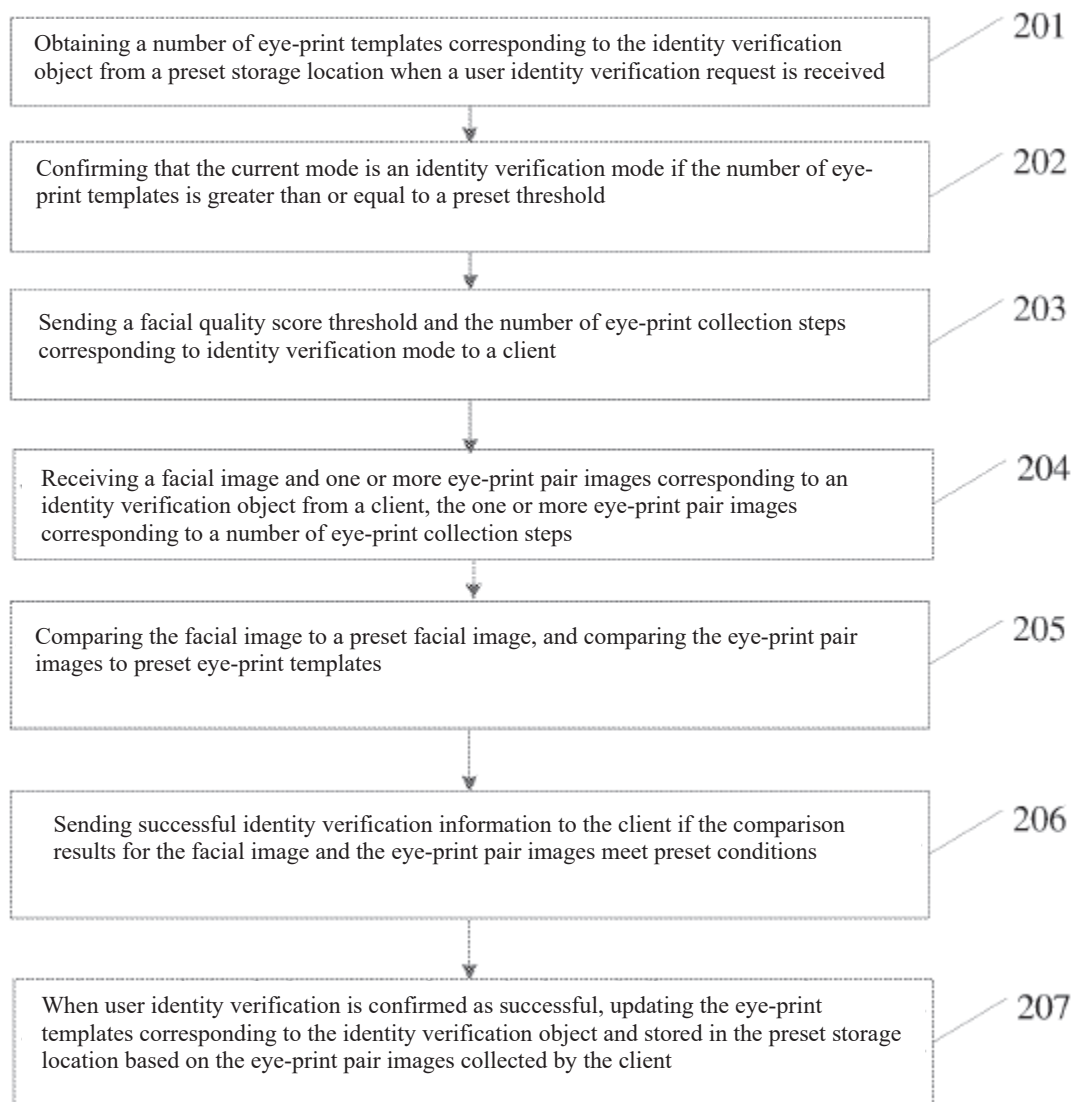 Obtaining a number of eye-print templates corresponding to the identity verification
object from a preset storage location when a user identity verification request is received
201
Confirming that the current mode is an identity verification mode if the number of eye-
print templates is greater than or equal to a preset threshold
202
Sending a facial quality score threshold and the number of eye-print collection steps
corresponding to identity verification mode to a client
203
Receiving a facial image and one or more eye-print pair images corresponding to an
identity verification object from a client, the one or more eye-print pair images
corresponding to a number of eye-print collection steps
204
Comparing the facial image to a preset facial image, and comparing the eye-print pair
images to preset eye-print templates
205
Sending successful identity verification information to the client if the comparison
results for the facial image and the eye-print pair images meet preset conditions
206
When user identity verification is confirmed as successful, updating the eye-print
templates corresponding to the identity verification object and stored in the preset storage
location based on the eye-print pair images collected by the client
207